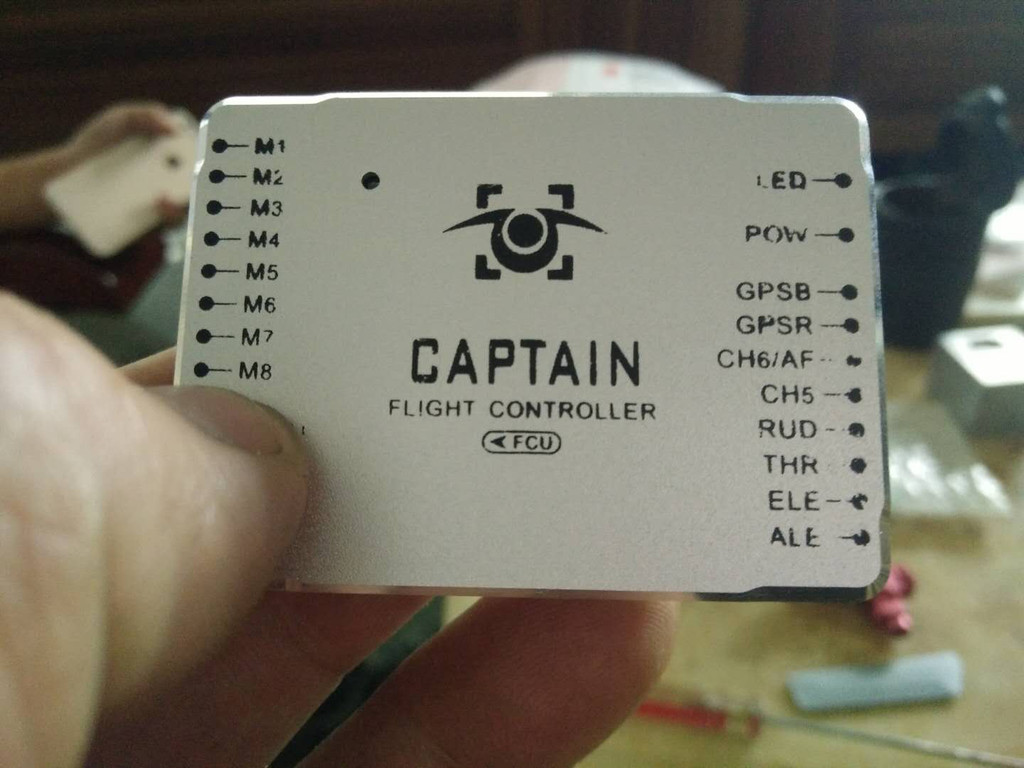 M1
M2
M3
M4
M5
M6
M7
M8
CAPTAIN
FLIGHT CONTROLLER
FCU
LED
POW
GPSB
GPSR
CH6/AF
CH5
RUD
THR
ELE
ALE